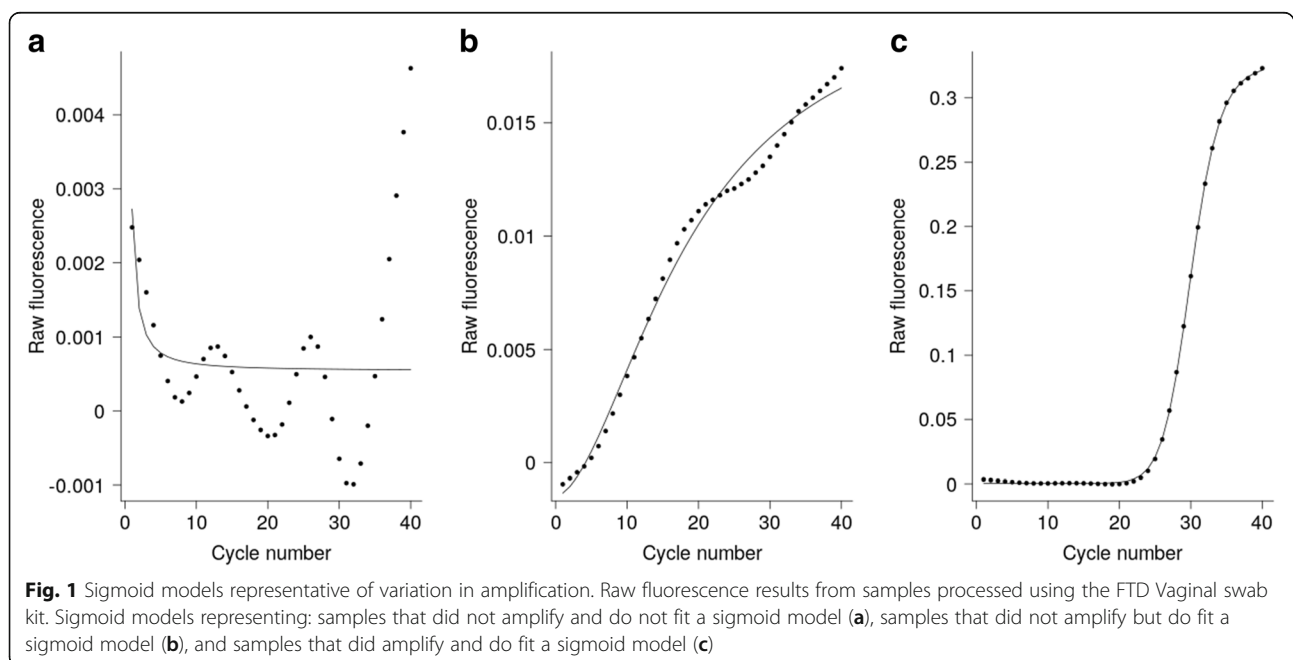 a
b
c
0.004
0.003
0.002
0.001
0
-0.001
Raw fluorescence
0 10 20 30 40
Cycle number
0.015
0.01
0.005
0
Raw fluorescence
0 10 20 30 40
Cycle number
0.3
0.25
0.2
0.15
0.1
0.05
0
Raw fluorescence
0 10 20 30 40
Cycle number
Fig. 1 Sigmoid models representative of variation in amplification. Raw fluorescence results from samples processed using the FTD Vaginal swab
kit. Sigmoid models representing: samples that did not amplify and do not fit a sigmoid model (a), samples that did not amplify but do fit a
sigmoid model (b), and samples that did amplify and do fit a sigmoid model (c)